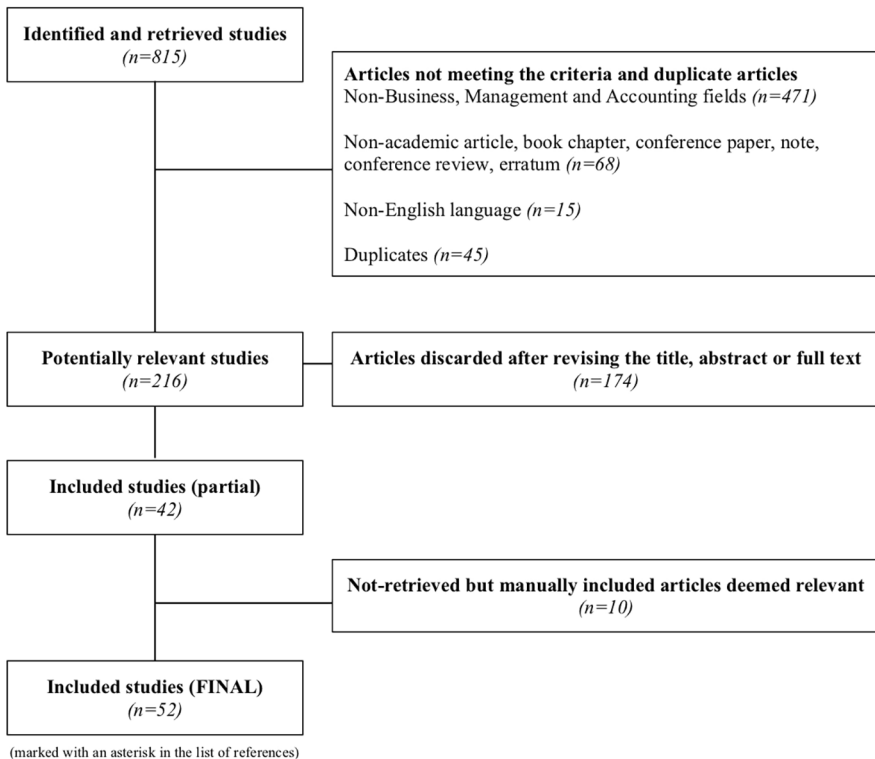 Identified and retrieved studies
(n=815)
Articles not meeting the criteria and duplicate articles
Non-Business, Management and Accounting fields (n=471)
Non-academic article, book chapter, conference paper, note,
conference review, erratum (n=68)
Non-English language (n=15)
Duplicates (n=45)
Potentially relevant studies
(n=216)
Articles discarded after revising the title, abstract or full text
(n=174)
Included studies (partial)
(n=42)
Not-retrieved but manually included articles deemed relevant
(n=10)
Included studies (FINAL)
(n=52)
(marked with an asterisk in the list of references)